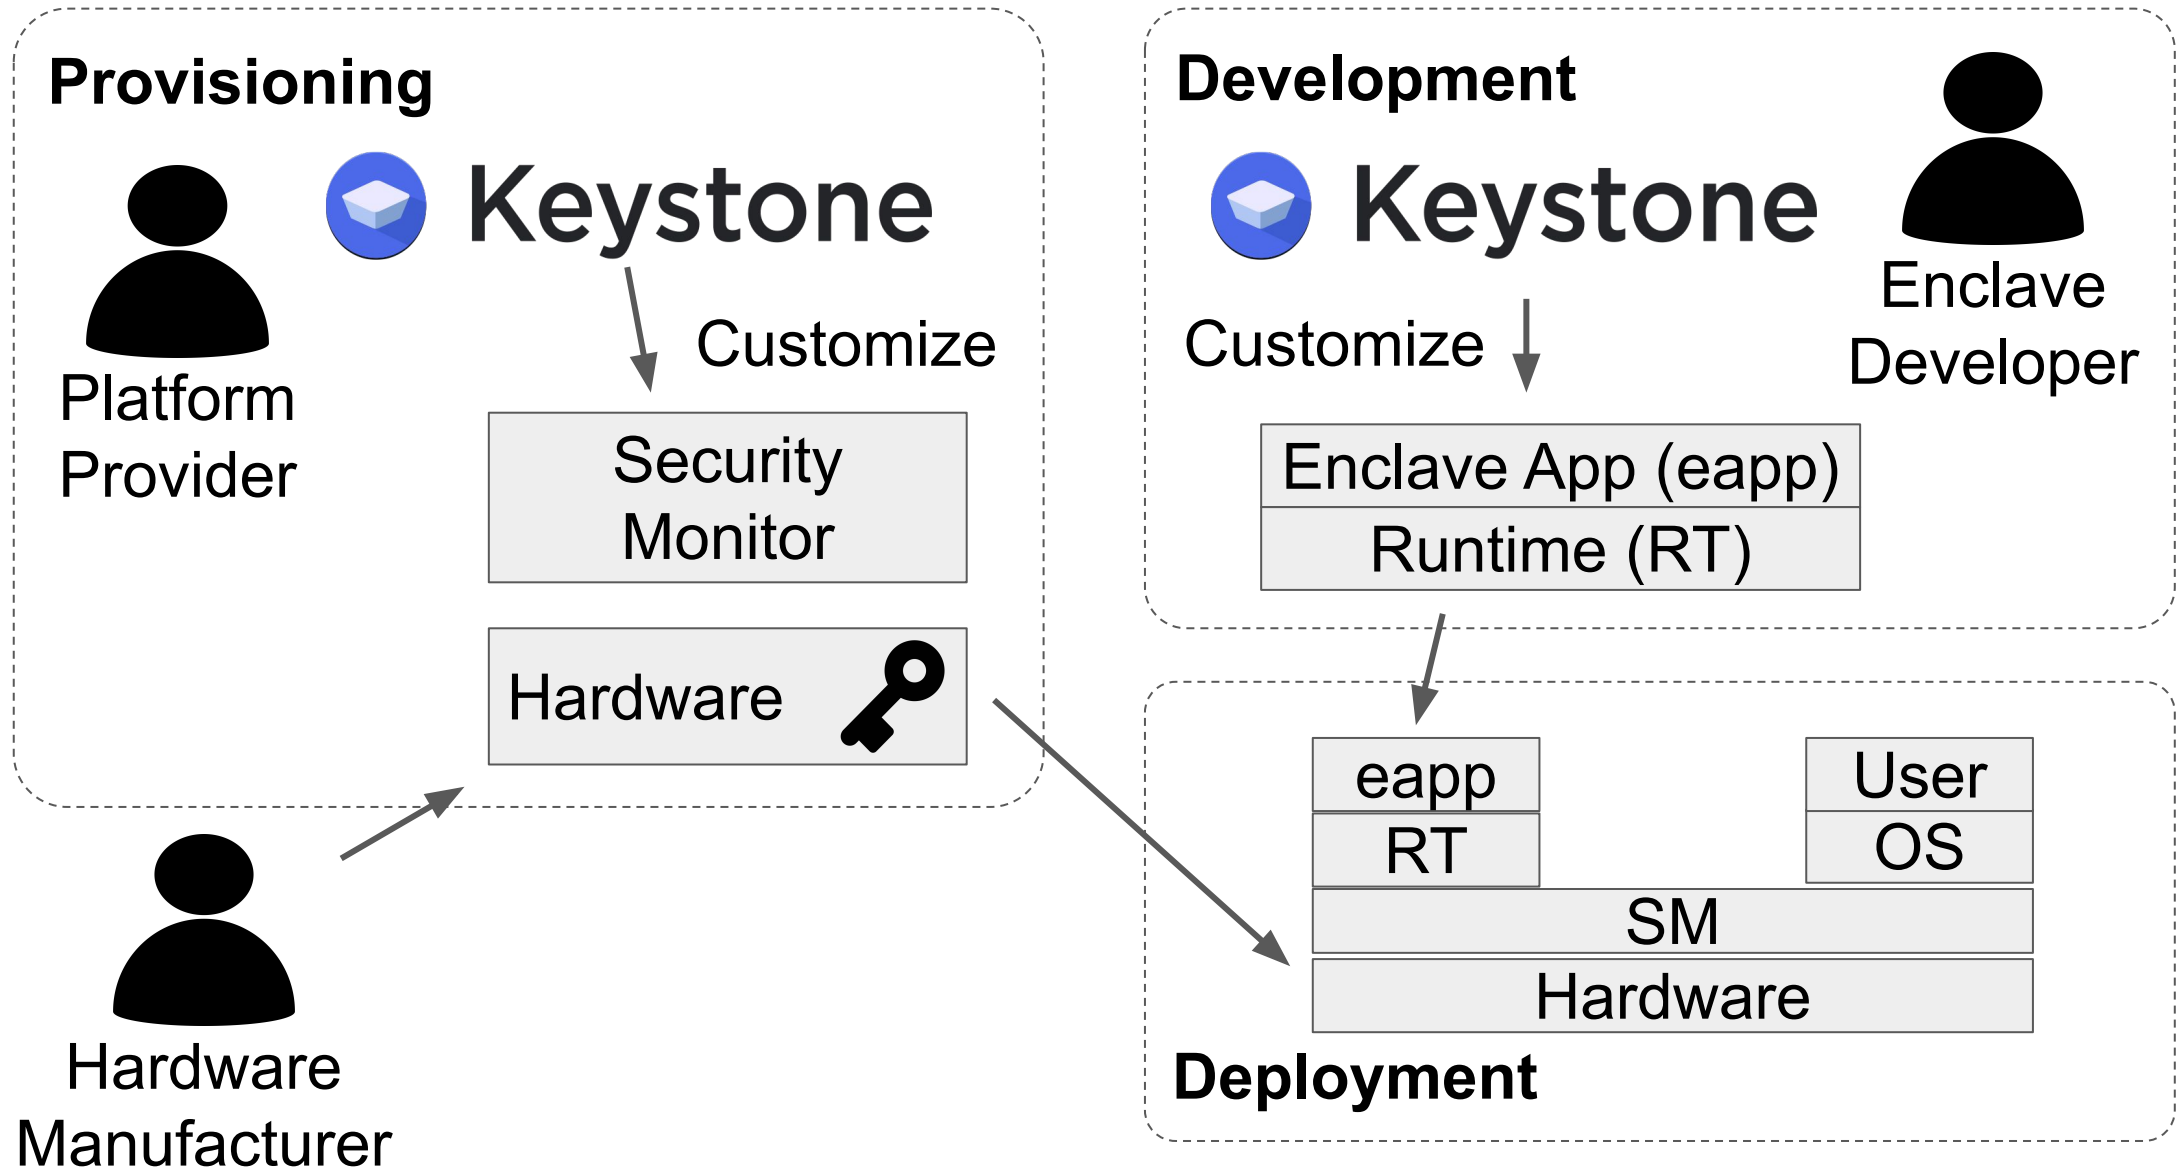 Provisioning
Keystone
Platform
Provider
Customize
Security
Monitor
Hardware
Hardware
Manufacturer
Development
Keystone
Enclave
Developer
Customize
Enclave App (eapp)
Runtime (RT)
eapp
RT
User
OS
SM
Hardware
Deployment